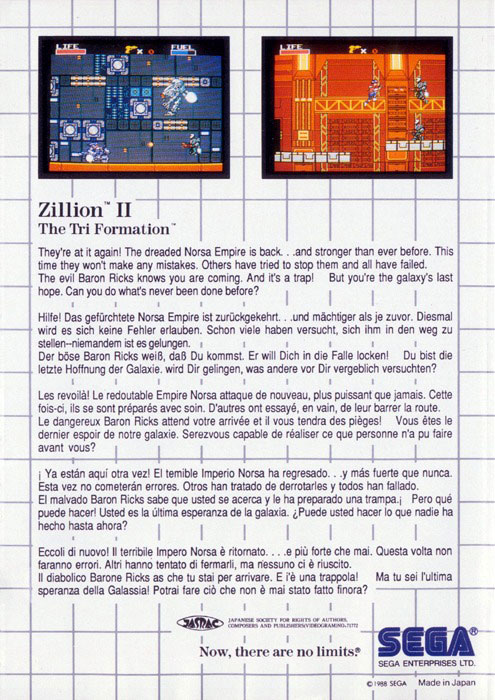 LIFE x 0 FUEL
LIFE x 0
Zillion™ II
The Tri Formation™
They're at it again! The dreaded Norsa Empire is back. . .and stronger than ever before. This
time they won't make any mistakes. Others have tried to stop them and all have failed.
The evil Baron Ricks knows you are coming. And it's a trap! But you're the galaxy's last
hope. Can you do what's never been done before?
Hilfe! Das gefürchtete Norsa Empire ist zurückgekehrt. . .und mächtiger als je zuvor. Diesmal
wird es sich keine Fehler erlauben. Schon viele haben versucht, sich ihm in den weg zu
stellen--niemandem ist es gelungen.
Der böse Baron Ricks weiß, daß Du kommst. Er will Dich in die Falle locken! Du bist die
letzte Hoffnung der Galaxie. wird Dir gelingen, was andere vor Dir vergeblich versuchten?
Les revoilà! Le redoutable Empire Norsa attaque de nouveau, plus puissant que jamais. Cette
fois-ci, ils se sont préparés avec soin. D'autres ont essayé, en vain, de leur barrer la route.
Le dangereux Baron Ricks attend votre arrivée et il vous tendra des pièges! Vous êtes le
dernier espoir de notre galaxie. Serezvous capable de réaliser ce que personne n'a pu faire
avant vous?
¡ Ya están aquí otra vez! El temible Imperio Norsa ha regresado. . .y más fuerte que nunca.
Esta vez no cometerán errores. Otros han tratado de derrotarles y todos han fallado.
El malvado Baron Ricks sabe que usted se acerca y le ha preparado una trampa.¡ Pero qué
puede hacer! Usted es la última esperanza de la galaxia. ¿Puede usted hacer lo que nadie ha
hecho hasta ahora?
Eccoli di nuovo! Il terribile Impero Norsa è ritornato. . . .e più forte che mai. Questa volta non
faranno errori. Altri hanno tentato di fermarli, ma nessuno ci è riuscito.
Il diabolico Barone Ricks as che tu stai per arrivare. E i'è una trappola! Ma tu sei l'ultima
speranza della Galassia! Potrai fare ciò che non è mai stato fatto finora?
JASRAC JAPANESE SOCIETY FOR RIGHTS OF AUTHORS,
COMPOSERS AND PUBLISHERS/VIDEOGRAMING-71772
Now, there are no limits.®
SEGA®
SEGA ENTERPRISES LTD.
© 1988 SEGA Made in Japan